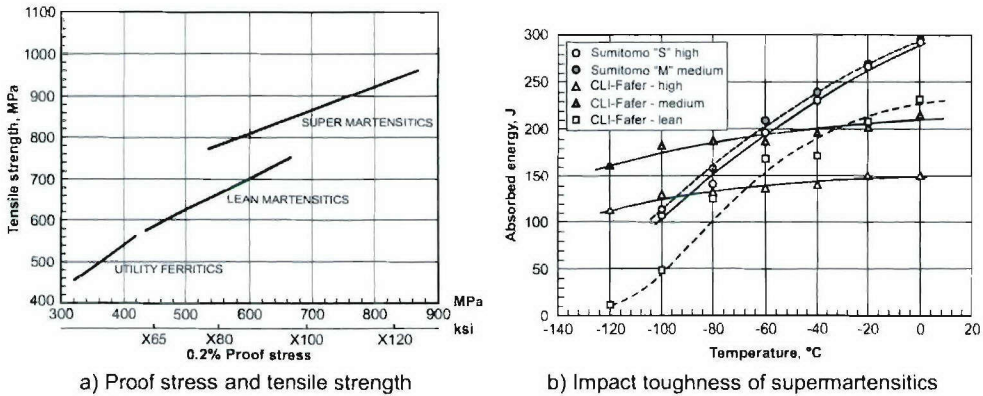 1100
1000
900
800
700
600
500
400
Tensile strength, MPa
SUPER MARTENSITICS
LEAN MARTENSITICS
UTILITY FERRITICS
300 400 500 600 700 800 900
MPa
ksi
X65 X80 X100 X120
0.2% Proof stress
a) Proof stress and tensile strength
300
250
200
150
100
50
0
Absorbed energy, J
Sumitomo "S" high
Sumitomo "M" medium
CLI-Fafer - high
CLI-Fafer - medium
CLI-Fafer - lean
-140 -120 -100 -80 -60 -40 -20 0 20
Temperature, °C
b) Impact toughness of supermartensitics